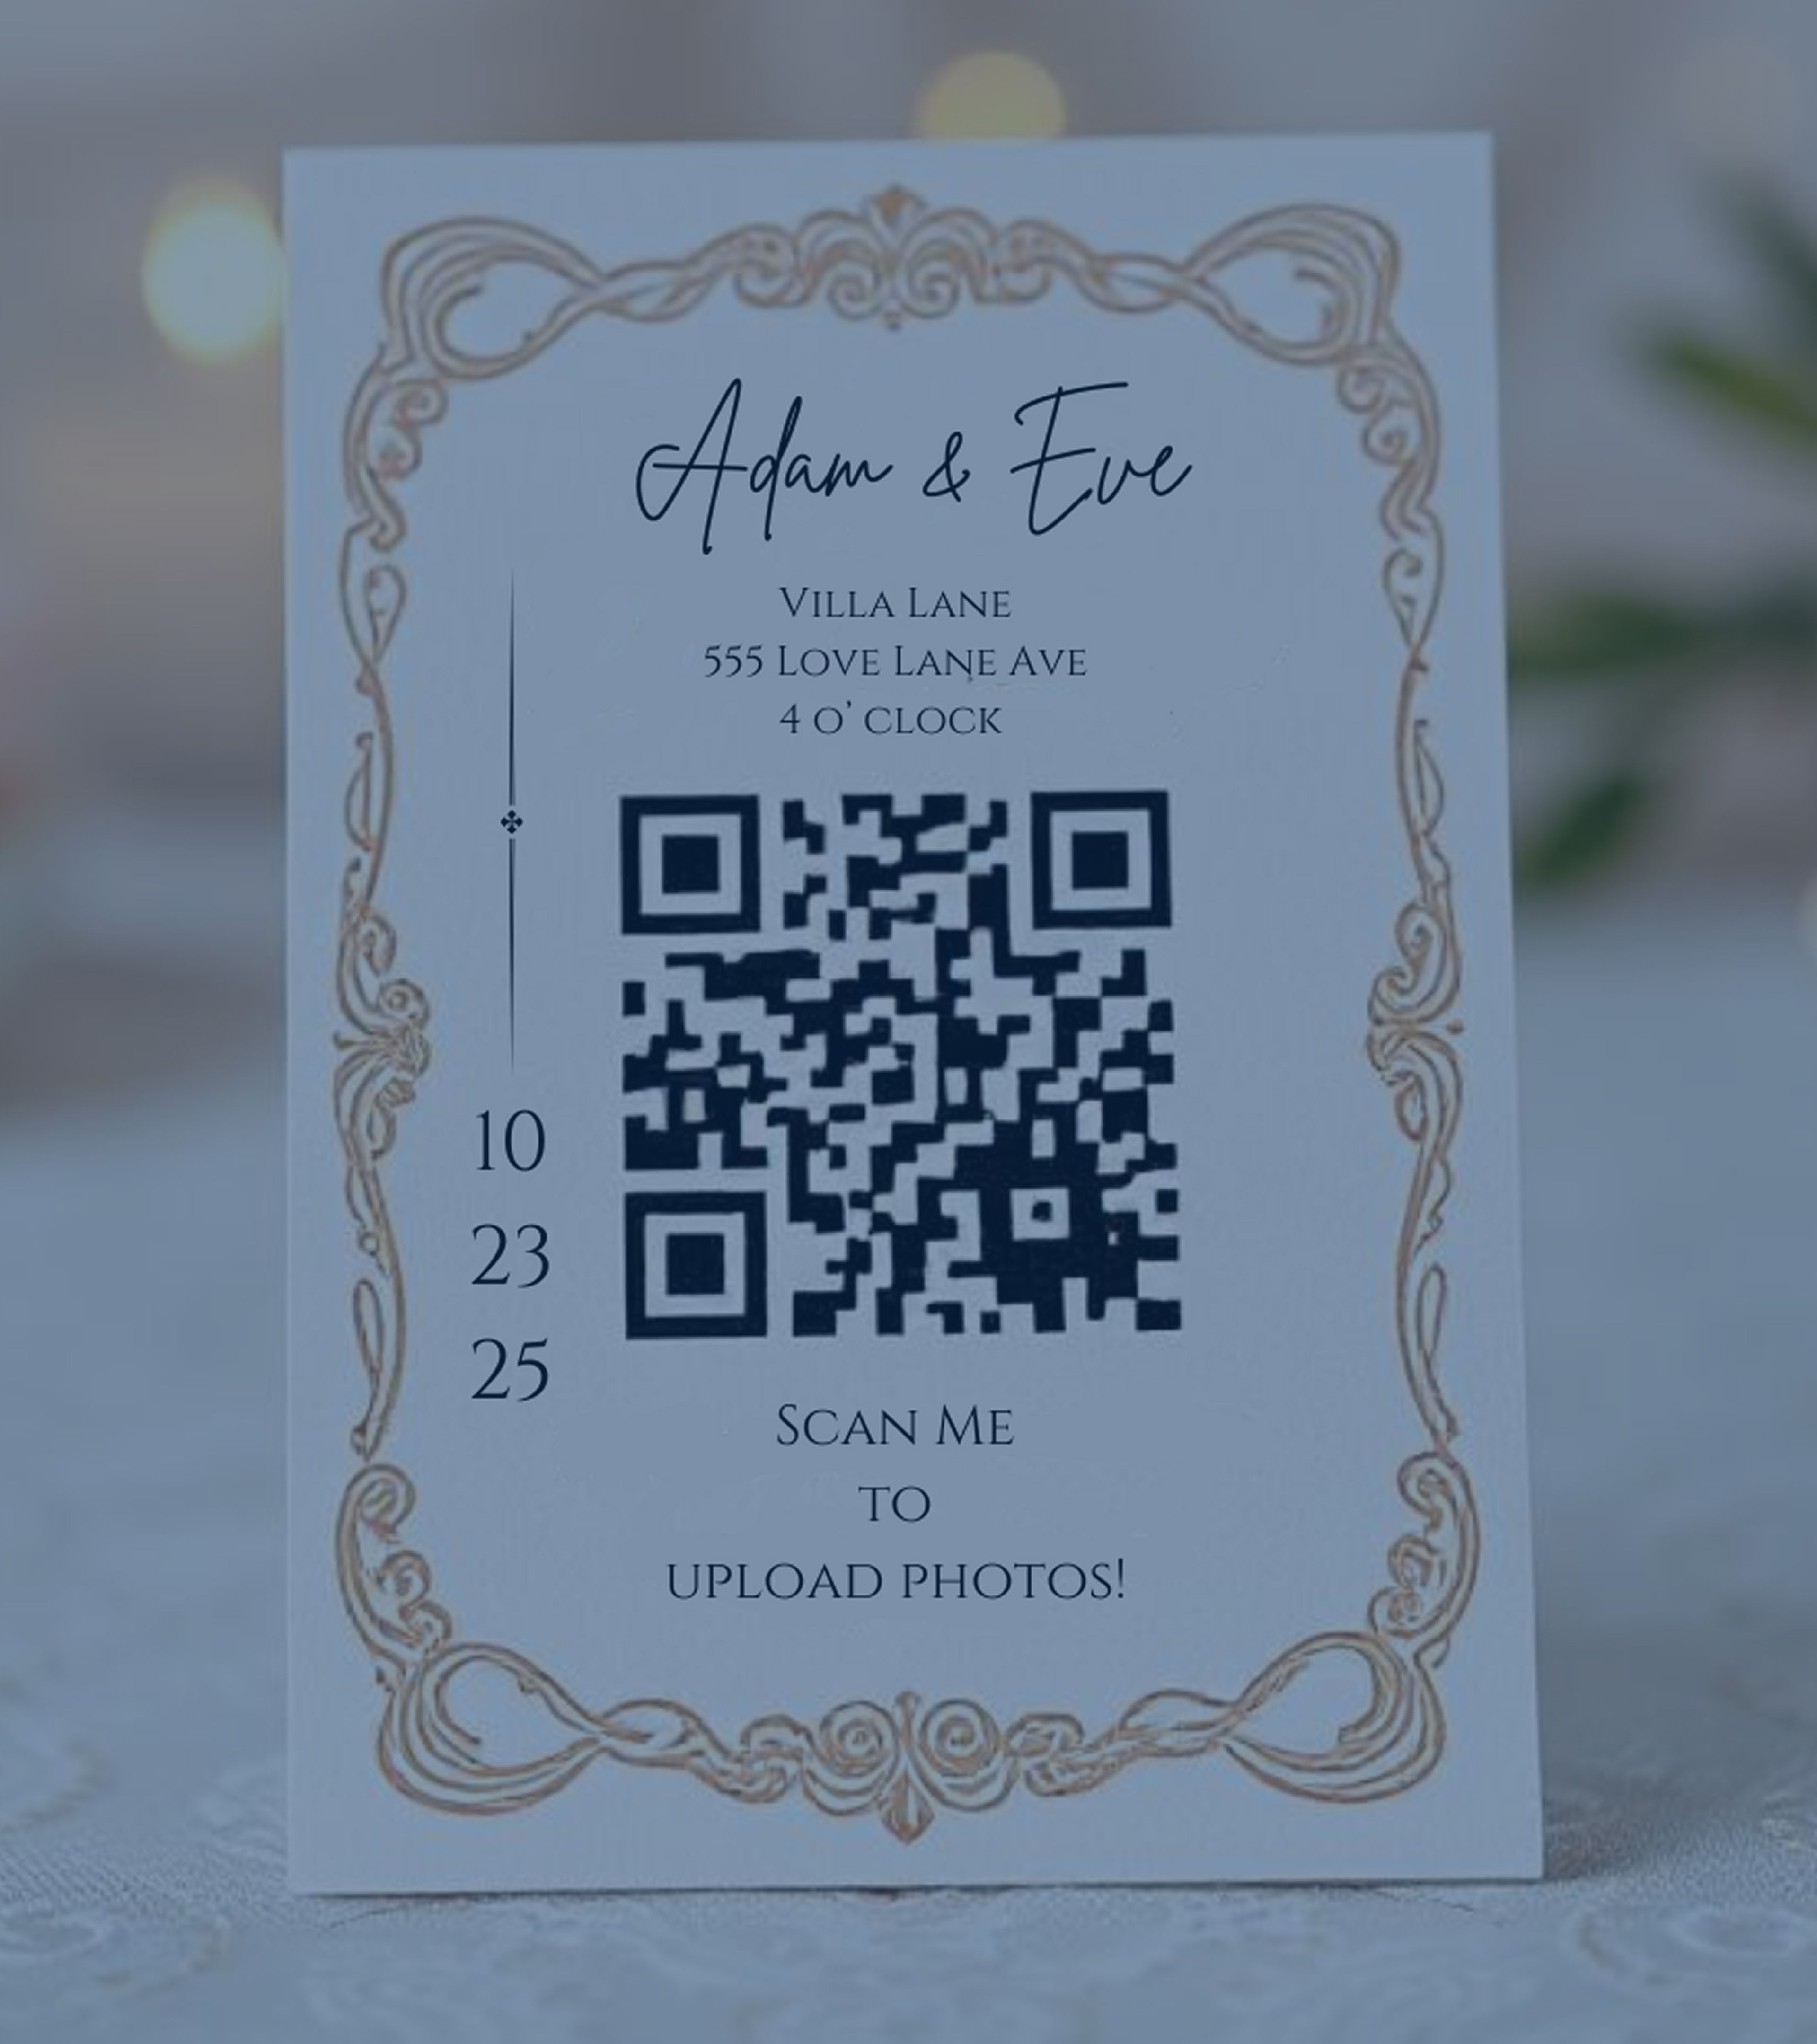 Adam & Eve
Villa Lane
555 Love Lane Ave
4 o' clock
10
23
25
Scan Me
to
upload photos!